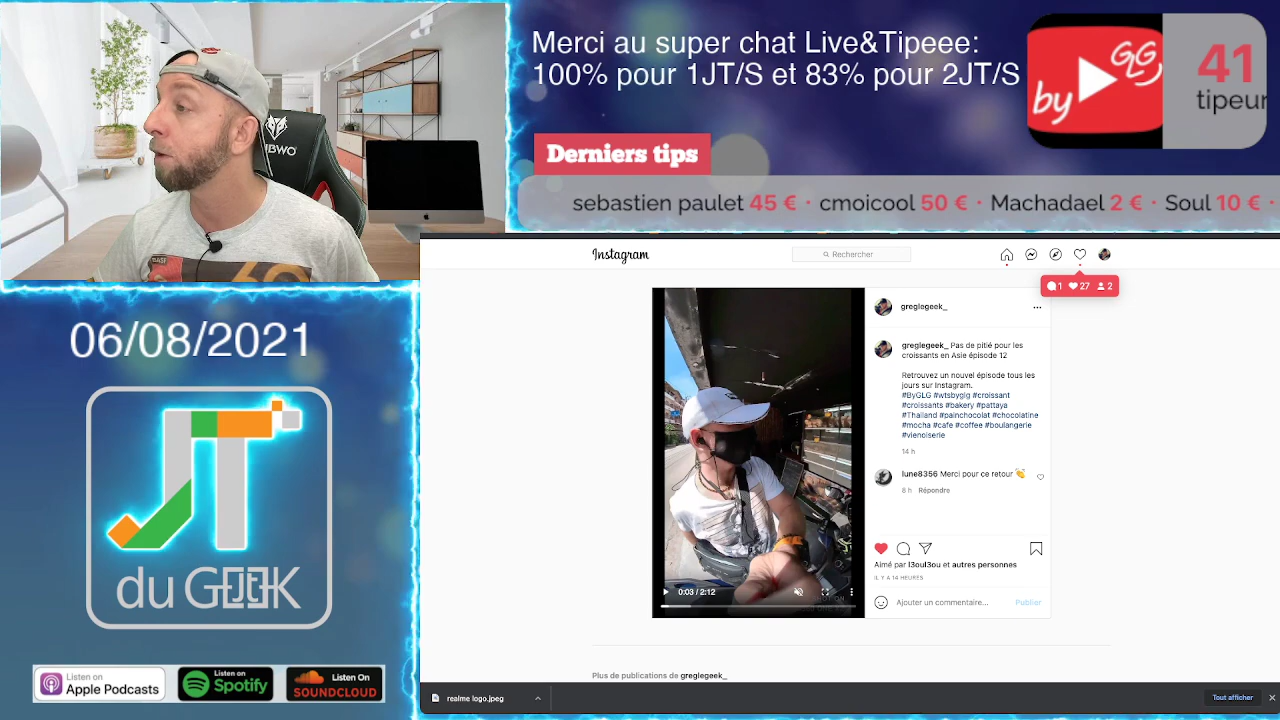 Merci au super chat Live&Tipeee:
100% pour 1JT/S et 83% pour 2JT/S
by GLG
41
tipeur
Derniers tips
sebastien paulet 45 € · cmoicool 50 € · Machadael 2 € · Soul 10 € ·
Instagram
Rechercher
1 27 2
greglegeek_
greglegeek_ Pas de pitié pour les
croissants en Asie épisode 12
Retrouvez un nouvel épisode tous les
jours sur Instagram.
#ByGLG #wtsbyglg #croissant
#croissants #bakery #pattaya
#Thailand #painchocolat #chocolatine
#mocha #cafe #coffee #boulangerie
#vienoiserie
14 h
lune8356 Merci pour ce retour 👏
8 h Répondre
Aimé par l3oul3ou et autres personnes
IL Y A 14 HEURES
Ajouter un commentaire... Publier
0:03 / 2:12
Plus de publications de greglegeek_
realme logo.jpeg
Tout afficher
06/08/2021
JT
du GEEK
Listen on
Apple Podcasts
Listen on
Spotify
Listen On
SOUNDCLOUD